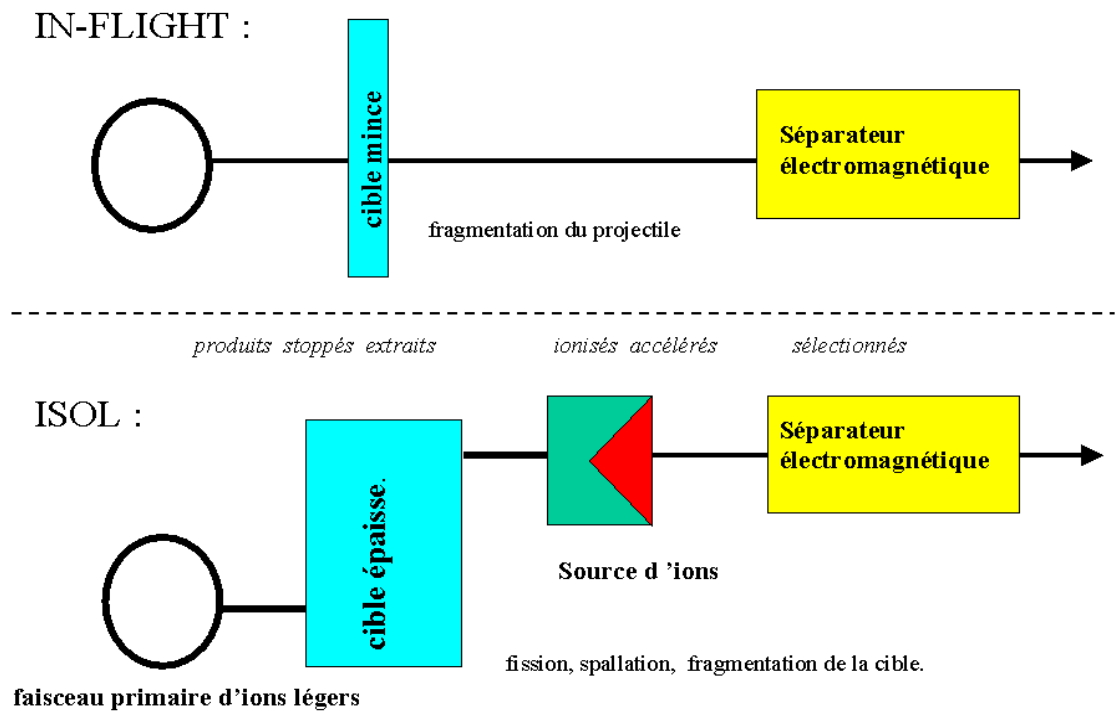 IN-FLIGHT :
cible mince
Séparateur
électromagnétique
fragmentation du projectile
produits stoppés extraits
ionisés accélérés
sélectionnés
ISOL :
cible épaisse.
Séparateur
électromagnétique
Source d ’ions
fission, spallation, fragmentation de la cible.
faisceau primaire d’ions légers